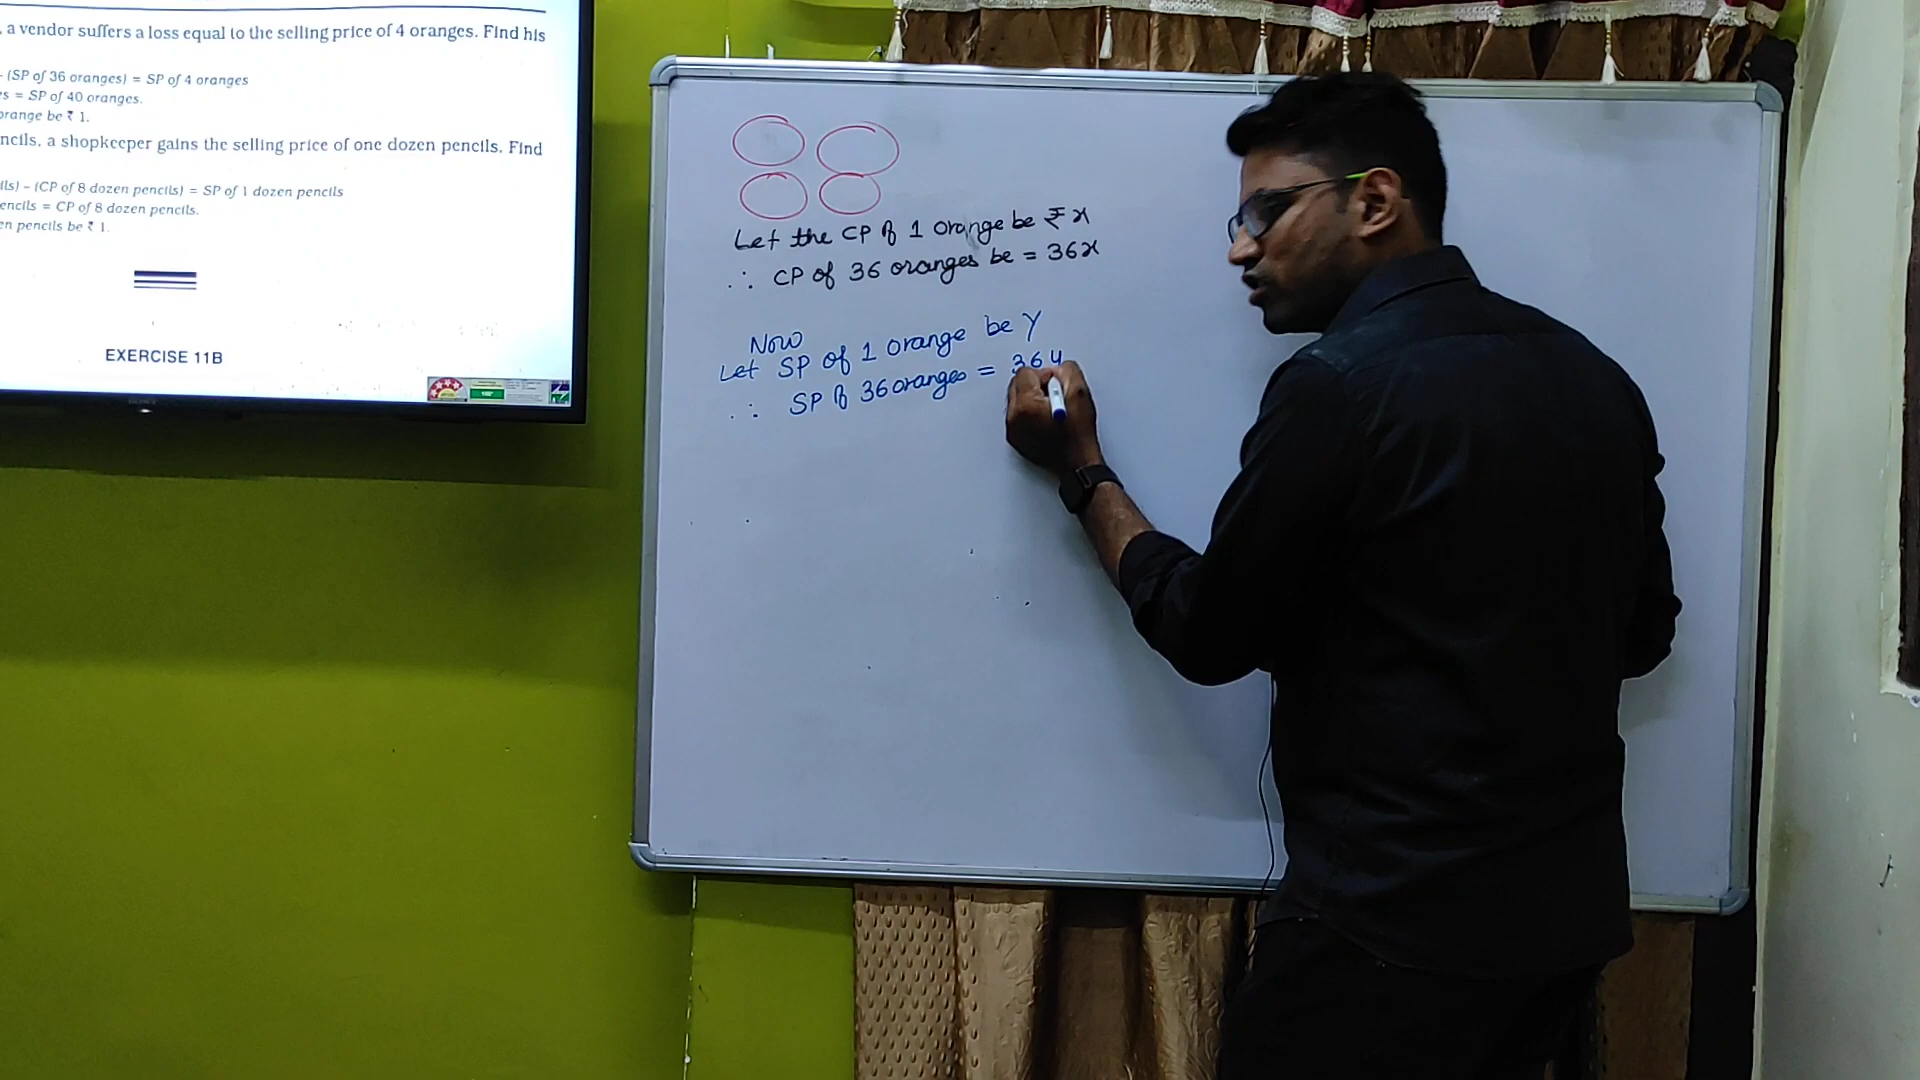 a vendor suffers a loss equal to the selling price of 4 oranges. Find his
- (SP of 36 oranges) = SP of 4 oranges
es = SP of 40 oranges.
orange be ₹ 1.
ncils, a shopkeeper gains the selling price of one dozen pencils. Find
ils) – (CP of 8 dozen pencils) = SP of 1 dozen pencils
encils = CP of 8 dozen pencils.
en pencils be ₹ 1.
EXERCISE 11B
Let the CP of 1 orange be ₹ x
∴ CP of 36 oranges be = 36x
Now
Let SP of 1 orange be Y
∴ SP of 36 oranges = 36y